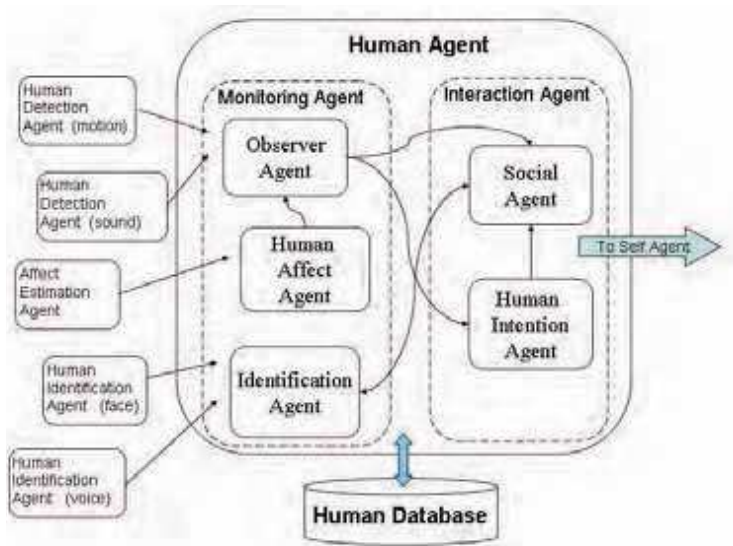 Human Agent
Human
Detection
Agent (motion)
Human
Detection
Agent (sound)
Affect
Estimation
Agent
Human
Identification
Agent (face)
Human
Identification
Agent (voice)
Monitoring Agent
Observer
Agent
Human
Affect
Agent
Identification
Agent
Interaction Agent
Social
Agent
Human
Intention
Agent
To Self Agent
Human Database